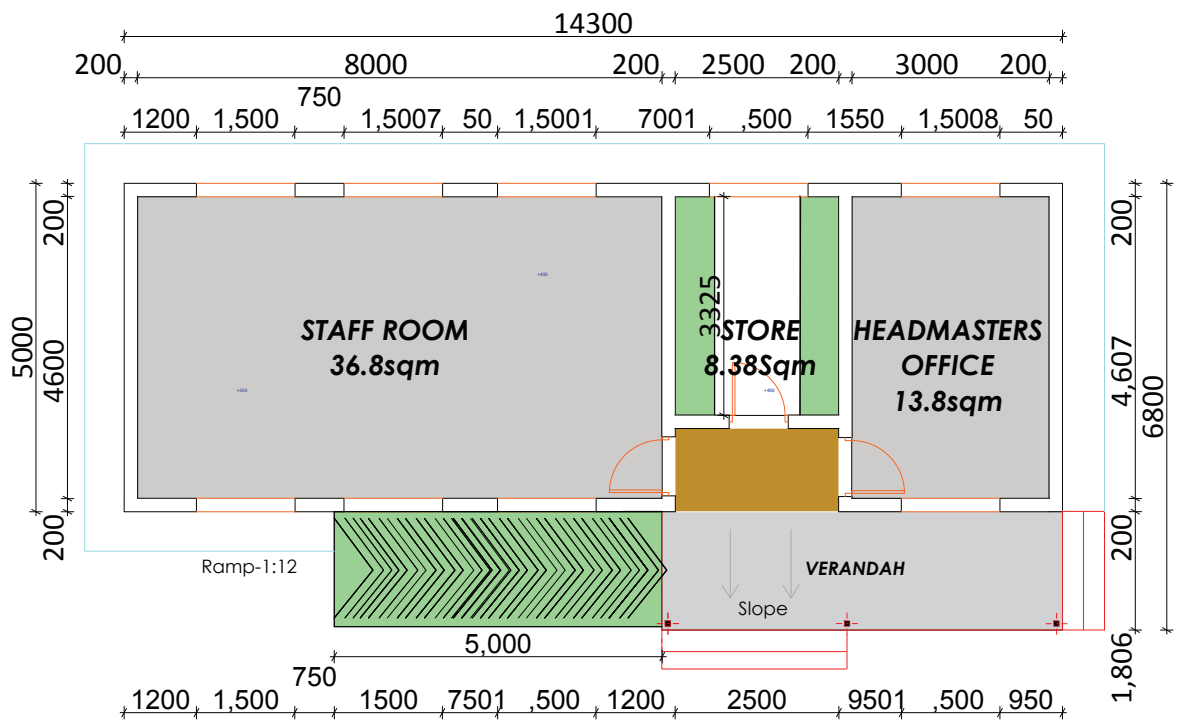 14300
200 8000 200 2500 200 3000 200
750
1200 1,500 1,5007 50 1,5001 7001 ,500 1550 1,5008 50
200
5000
4600
200
200
4,607
6800
200
1,806
+450
+450
+450
3325
STAFF ROOM
36.8sqm
STORE
8.38Sqm
HEADMASTERS
OFFICE
13.8sqm
Ramp-1:12
VERANDAH
Slope
5,000
750
1200 1,500 1500 7501 ,500 1200 2500 9501 ,500 950